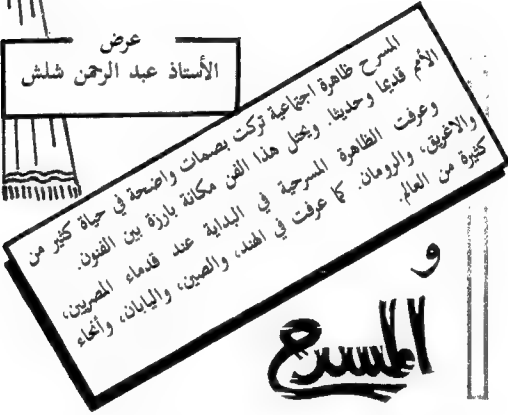 عرض
الأستاذ عبد الرحمن شلش
المسرح ظاهرة اجتماعية تركت بصمات واضحة في حياة كثير من
الأمم قديما وحديثا. ويحتل هذا الفن مكانة بارزة بين الفنون.
وعرفت الظاهرة المسرحية في البداية عند قدماء المصريين،
والاغريق، والرومان. كما عرفت في الهند، والصين، واليابان، وأنحاء
كثيرة من العالم.
و
المسرح